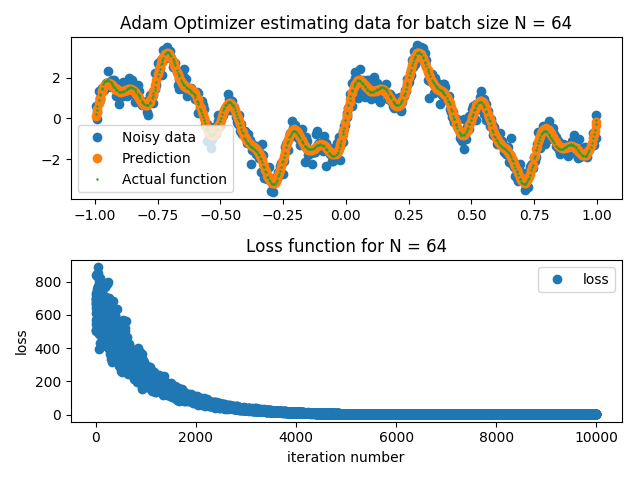 Adam Optimizer estimating data for batch size N = 64
2
0
−2
Noisy data
Prediction
Actual function
−1.00 −0.75 −0.50 −0.25 0.00 0.25 0.50 0.75 1.00
Loss function for N = 64
loss
800
600
400
200
0
loss
0 2000 4000 6000 8000 10000
iteration number